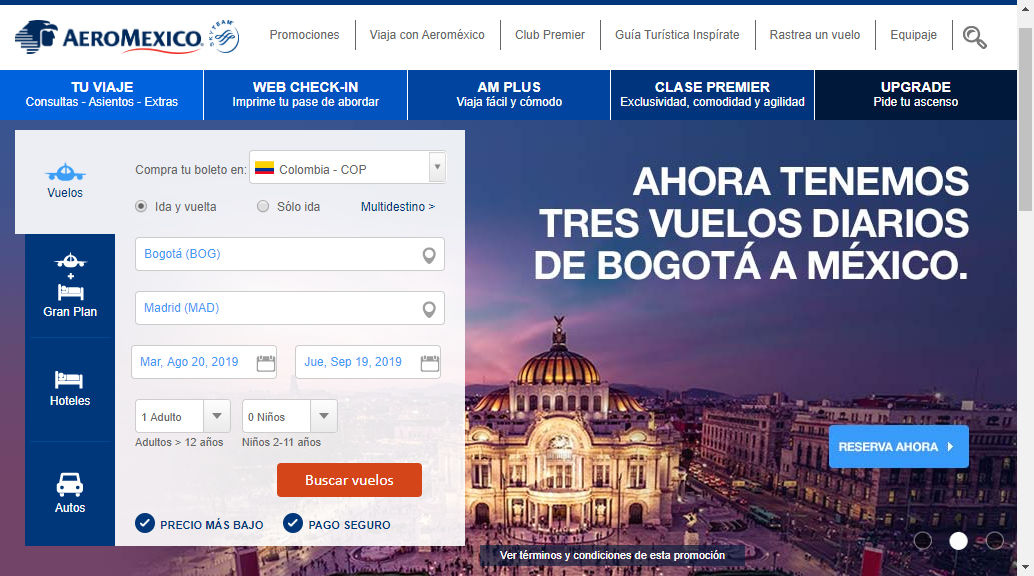 AEROMEXICO.
SKYTEAM
Promociones
Viaja con Aeroméxico
Club Premier
Guía Turística Inspírate
Rastrea un vuelo
Equipaje
TU VIAJE
Consultas - Asientos - Extras
WEB CHECK-IN
Imprime tu pase de abordar
AM PLUS
Viaja fácil y cómodo
CLASE PREMIER
Exclusividad, comodidad y agilidad
UPGRADE
Pide tu ascenso
Vuelos
+
Gran Plan
Hoteles
Autos
Compra tu boleto en:
Colombia - COP
Ida y vuelta
Sólo ida
Multidestino >
Bogotá (BOG)
Madrid (MAD)
Mar, Ago 20, 2019
Jue, Sep 19, 2019
1 Adulto
0 Niños
Adultos > 12 años
Niños 2-11 años
Buscar vuelos
PRECIO MÁS BAJO
PAGO SEGURO
AHORA TENEMOS
TRES VUELOS DIARIOS
DE BOGOTÁ A MÉXICO.
RESERVA AHORA
Ver términos y condiciones de esta promoción